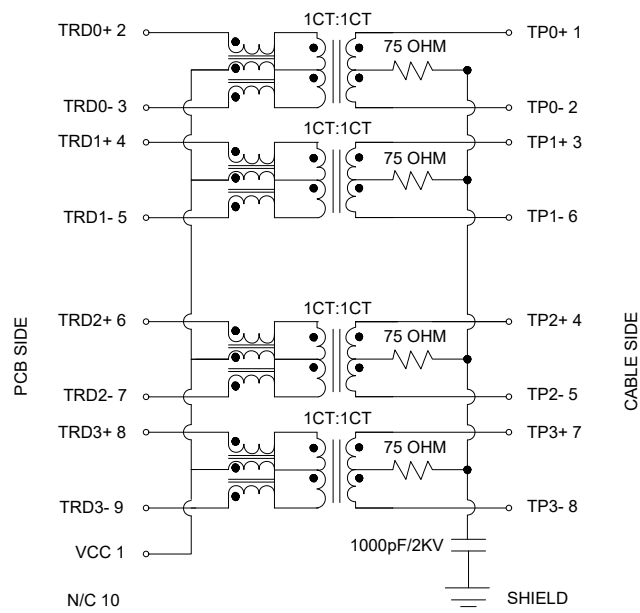 1CT:1CT
TRD0+ 2
75 OHM
TP0+ 1
TRD0- 3
TP0- 2
1CT:1CT
TRD1+ 4
75 OHM
TP1+ 3
TRD1- 5
TP1- 6
PCB SIDE
CABLE SIDE
1CT:1CT
TRD2+ 6
75 OHM
TP2+ 4
TRD2- 7
TP2- 5
1CT:1CT
TRD3+ 8
75 OHM
TP3+ 7
TRD3- 9
TP3- 8
VCC 1
1000pF/2KV
N/C 10
SHIELD